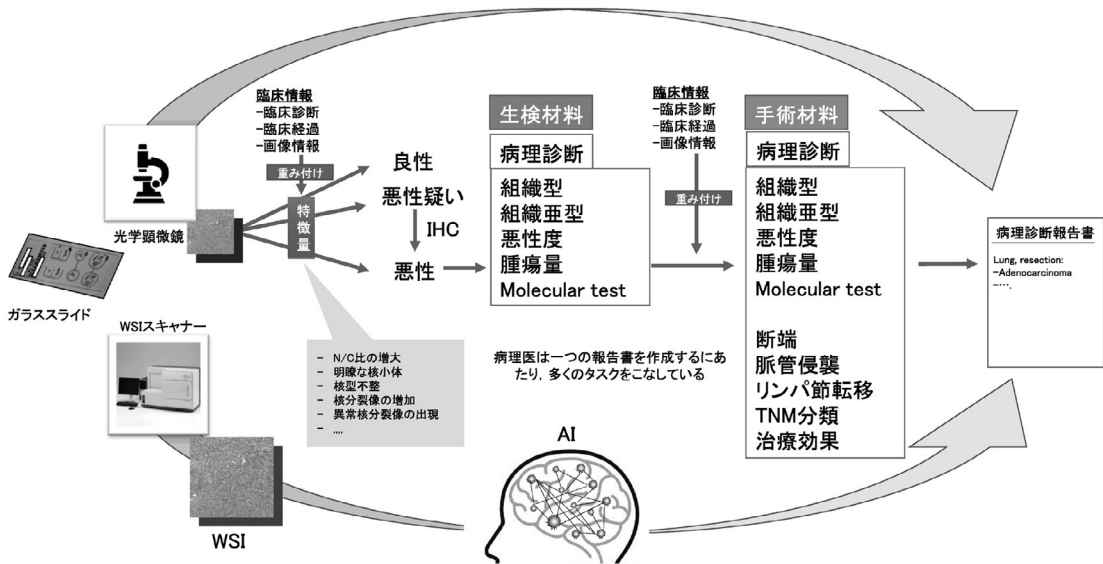 臨床情報
-臨床診断
-臨床経過
-画像情報
重み付け
光学顕微鏡
ガラススライド
特徴量
良性
悪性疑い
IHC
悪性
- N/C比の増大
- 明瞭な核小体
- 核型不整
- 核分裂像の増加
- 異常核分裂像の出現
- ,,,,
生検材料
病理診断
組織型
組織亜型
悪性度
腫瘍量
Molecular test
臨床情報
-臨床診断
-臨床経過
-画像情報
重み付け
手術材料
病理診断
組織型
組織亜型
悪性度
腫瘍量
Molecular test
断端
脈管侵襲
リンパ節転移
TNM分類
治療効果
病理診断報告書
Lung, resection:
-Adenocarcinoma
-….
病理医は一つの報告書を作成するにあ
たり，多くのタスクをこなしている
WSIスキャナー
WSI
AI